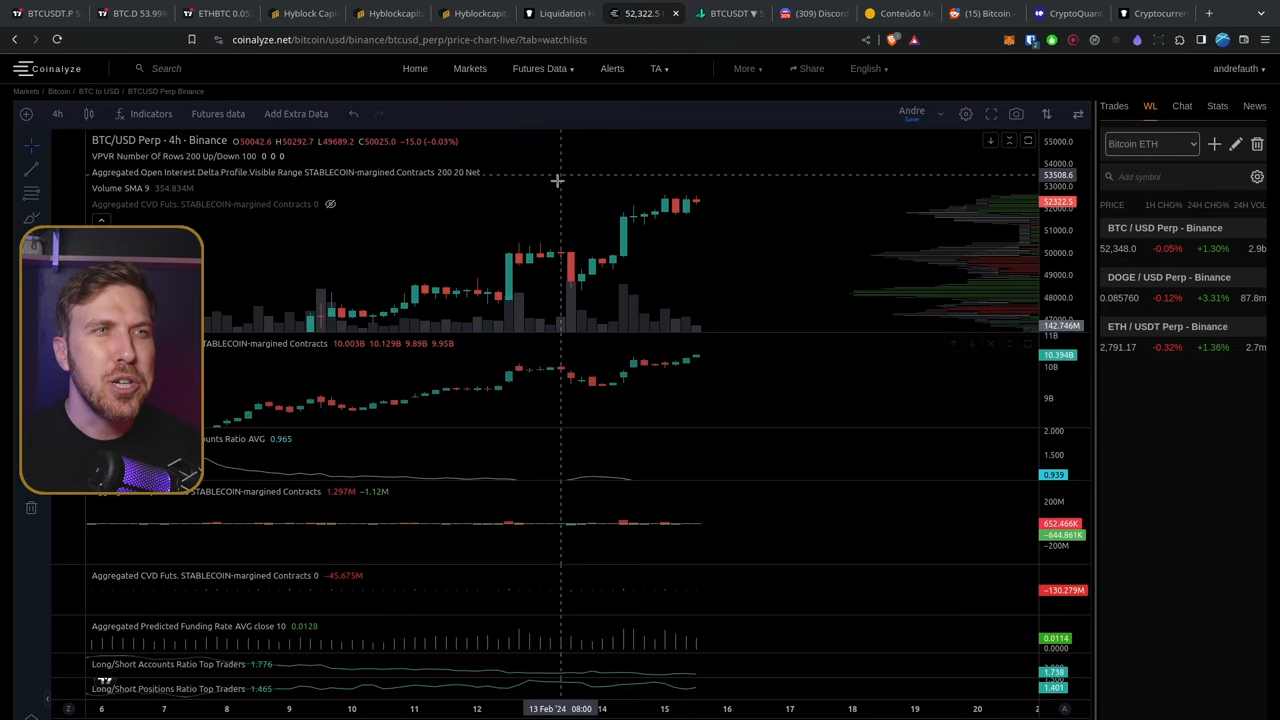 BTCUSDT.P 5
BTC.D 53.99%
ETHBTC 0.05
Hyblock Capi
Hyblockcapit
Hyblockcapit
Liquidation H
52,322.5
BTCUSDT ▼ 5
(309) Discord
Conteúdo Me
(15) Bitcoin -
CryptoQuant
Cryptocurren
coinalyze.net/bitcoin/usd/binance/btcusd_perp/price-chart-live/?tab=watchlists
Coinalyze
Search
Home
Markets
Futures Data
Alerts
TA
More
Share
English
andrefauth
Markets / Bitcoin / BTC to USD / BTCUSD Perp Binance
4h
Indicators
Futures data
Add Extra Data
Andre
Save
Trades
WL
Chat
Stats
News
BTC/USD Perp · 4h · Binance O50042.6 H50292.7 L49689.2 C50025.0 −15.0 (−0.03%)
VPVR Number Of Rows 200 Up/Down 100 0 0 0
Aggregated Open Interest Delta Profile Visible Range STABLECOIN-margined Contracts 200 20 Net
Volume SMA 9 354.834M
Aggregated CVD Futs. STABLECOIN-margined Contracts 0
55000.0
54000.0
53508.6
53000.0
52322.5
52000.0
51000.0
50000.0
49000.0
48000.0
47000.0
142.746M
Bitcoin ETH
Add symbol
PRICE 1H CHG% 24H CHG% 24H VOL
BTC / USD Perp - Binance
52,348.0 -0.05% +1.30% 2.9b
DOGE / USD Perp - Binance
0.085760 -0.12% +3.31% 87.8m
ETH / USDT Perp - Binance
2,791.17 -0.32% +1.36% 2.7m
STABLECOIN-margined Contracts 10.003B 10.129B 9.89B 9.95B
11B
10.394B
10B
9B
Accounts Ratio AVG 0.965
2.000
1.500
0.939
STABLECOIN-margined Contracts 1.297M −1.12M
200M
652.466K
−644.861K
−200M
Aggregated CVD Futs. STABLECOIN-margined Contracts 0 −45.675M
−130.279M
Aggregated Predicted Funding Rate AVG close 10 0.0128
0.0114
0.0000
Long/Short Accounts Ratio Top Traders 1.776
1.738
Long/Short Positions Ratio Top Traders 1.465
1.401
Z
6
7
8
9
10
11
12
13 Feb '24 08:00
14
15
16
17
18
19
20
A